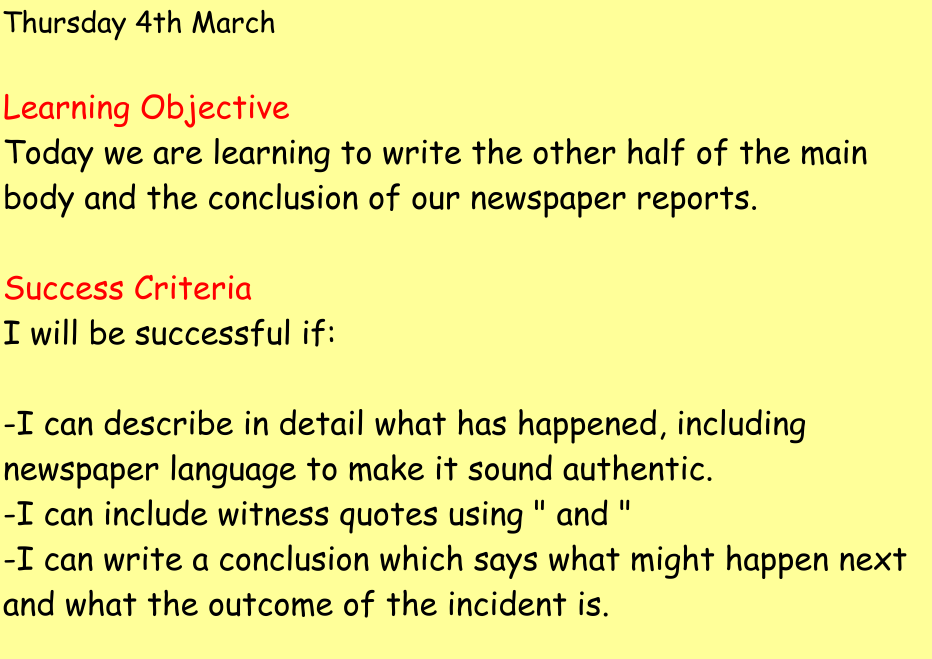 Thursday 4th March
Learning Objective
Today we are learning to write the other half of the main
body and the conclusion of our newspaper reports.
Success Criteria
I will be successful if:
-I can describe in detail what has happened, including
newspaper language to make it sound authentic.
-I can include witness quotes using " and "
-I can write a conclusion which says what might happen next
and what the outcome of the incident is.